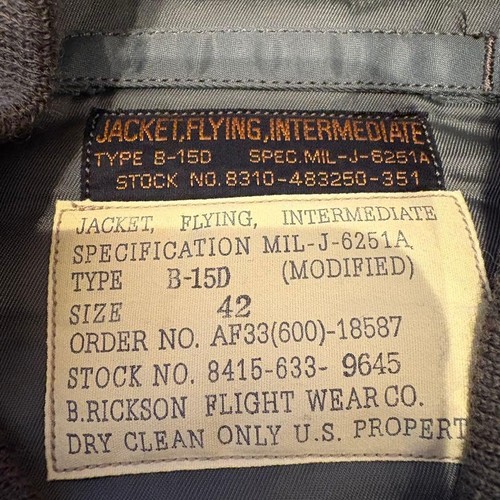 JACKET, FLYING, INTERMEDIATE
TYPE B-15D SPEC. MIL-J-6251A
STOCK NO. 8310-483250-351
JACKET, FLYING, INTERMEDIATE
SPECIFICATION MIL-J-6251A
TYPE B-15D (MODIFIED)
SIZE 42
ORDER NO. AF33(600)-18587
STOCK NO. 8415-633- 9645
B.RICKSON FLIGHT WEAR CO.
DRY CLEAN ONLY U.S. PROPERT